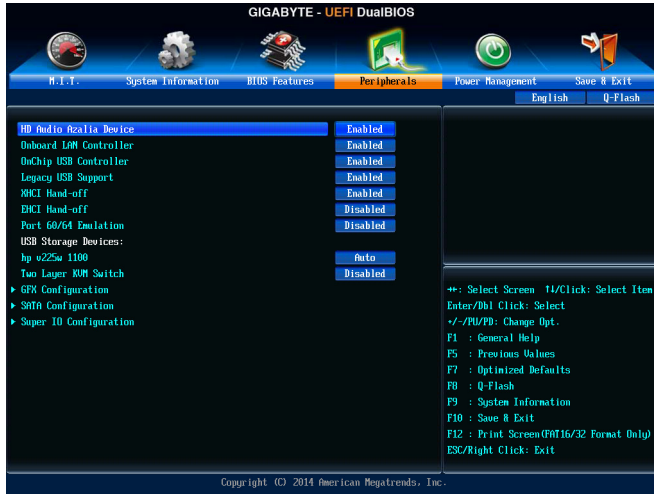 GIGABYTE - UEFI DualBIOS
M.I.T. System Information BIOS Features Peripherals Power Management Save & Exit
English Q-Flash
HD Audio Azalia Device Enabled
Onboard LAN Controller Enabled
OnChip USB Controller Enabled
Legacy USB Support Enabled
XHCI Hand-off Enabled
EHCI Hand-off Disabled
Port 60/64 Emulation Disabled
USB Storage Devices:
hp v225w 1100 Auto
Two Layer KVM Switch Disabled
GFX Configuration
SATA Configuration
Super IO Configuration
→←: Select Screen ↑↓/Click: Select Item
Enter/Dbl Click: Select
+/-/PU/PD: Change Opt.
F1 : General Help
F5 : Previous Values
F7 : Optimized Defaults
F8 : Q-Flash
F9 : System Information
F10 : Save & Exit
F12 : Print Screen(FAT16/32 Format Only)
ESC/Right Click: Exit
Copyright (C) 2014 American Megatrends, Inc.